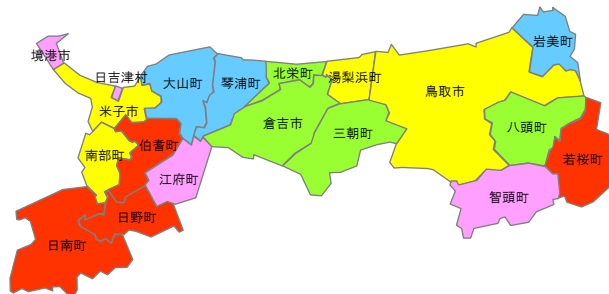 岩美町
境港市
日吉津村
大山町
琴浦町
北栄町
湯梨浜町
鳥取市
米子市
倉吉市
三朝町
八頭町
伯耆町
南部町
若桜町
江府町
智頭町
日野町
日南町